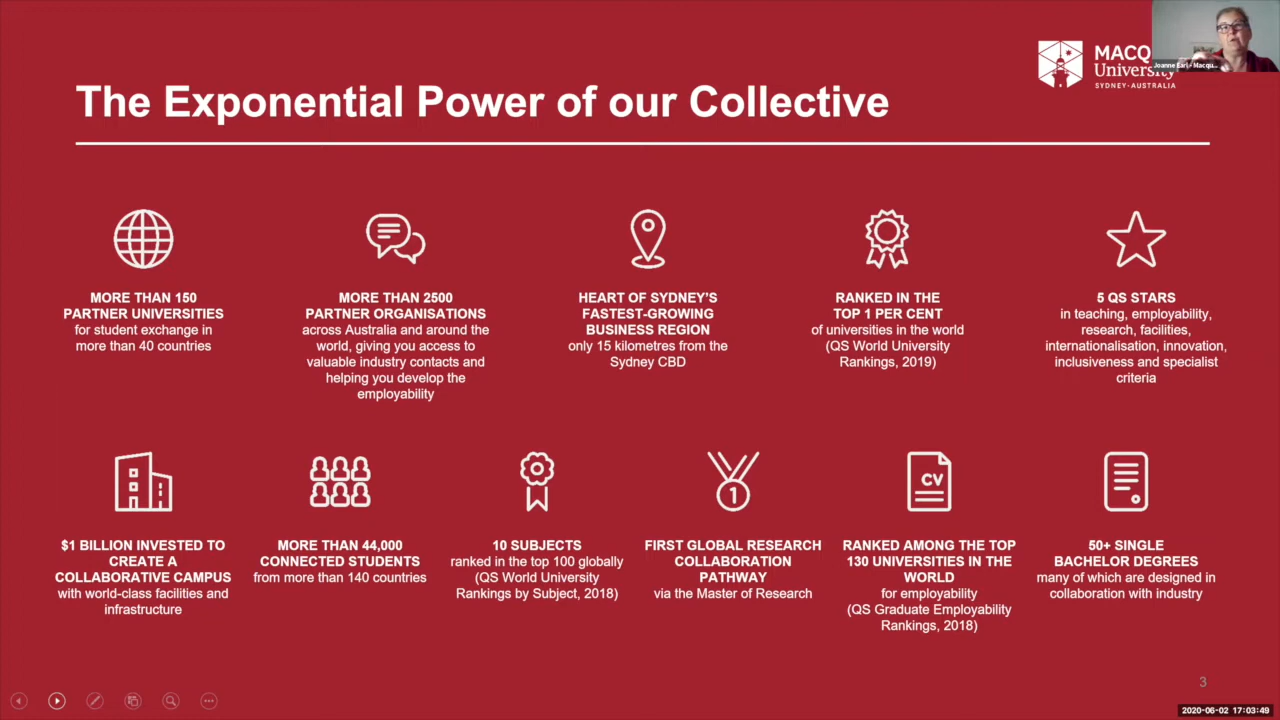 MACQ
University
SYDNEY·AUSTRALIA
Joanne Earl - Macqu...
The Exponential Power of our Collective
MORE THAN 150
PARTNER UNIVERSITIES
for student exchange in
more than 40 countries
MORE THAN 2500
PARTNER ORGANISATIONS
across Australia and around the
world, giving you access to
valuable industry contacts and
helping you develop the
employability
HEART OF SYDNEY'S
FASTEST-GROWING
BUSINESS REGION
only 15 kilometres from the
Sydney CBD
RANKED IN THE
TOP 1 PER CENT
of universities in the world
(QS World University
Rankings, 2019)
5 QS STARS
in teaching, employability,
research, facilities,
internationalisation, innovation,
inclusiveness and specialist
criteria
$1 BILLION INVESTED TO
CREATE A
COLLABORATIVE CAMPUS
with world-class facilities and
infrastructure
MORE THAN 44,000
CONNECTED STUDENTS
from more than 140 countries
10 SUBJECTS
ranked in the top 100 globally
(QS World University
Rankings by Subject, 2018)
1
FIRST GLOBAL RESEARCH
COLLABORATION
PATHWAY
via the Master of Research
CV
RANKED AMONG THE TOP
130 UNIVERSITIES IN THE
WORLD
for employability
(QS Graduate Employability
Rankings, 2018)
50+ SINGLE
BACHELOR DEGREES
many of which are designed in
collaboration with industry
3
2020-06-02 17:03:49